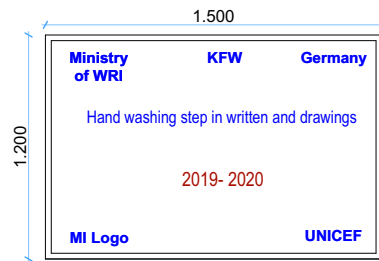 1.500
Ministry
of WRI
KFW
Germany
1.200
Hand washing step in written and drawings
2019- 2020
MI Logo
UNICEF